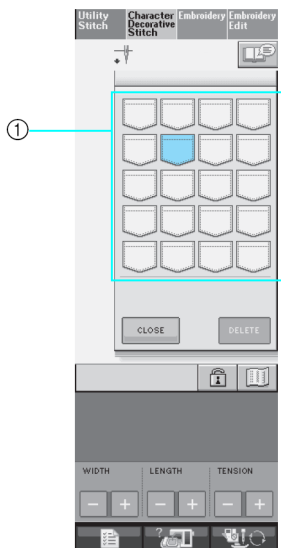 Utility Stitch
Character Decorative Stitch
Embroidery
Embroidery Edit
1
CLOSE
DELETE
WIDTH
LENGTH
TENSION
− + − + − +
?